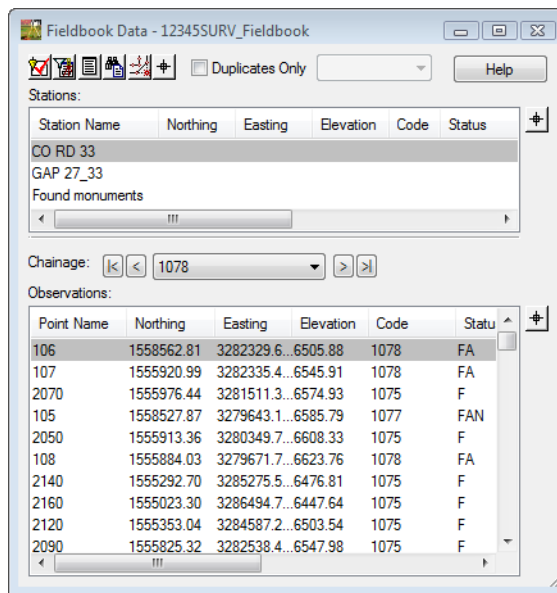 Fieldbook Data - 12345SURV_Fieldbook
Duplicates Only Help
Stations:
Station Name Northing Easting Elevation Code Status
CO RD 33
GAP 27_33
Found monuments
Chainage: |< < 1078 > >|
Observations:
Point Name Northing Easting Elevation Code Statu
106 1558562.81 3282329.6...6505.88 1078 FA
107 1555920.99 3282335.4...6545.91 1078 FA
2070 1555976.44 3281511.3...6574.93 1075 F
105 1558527.87 3279643.1...6585.79 1077 FAN
2050 1555913.36 3280349.7...6608.33 1075 F
108 1555884.03 3279671.7...6623.76 1078 FA
2140 1555292.70 3285275.5...6476.81 1075 F
2160 1555023.30 3286494.7...6447.64 1075 F
2120 1555353.04 3284587.2...6503.54 1075 F
2090 1555825.32 3282538.4...6547.98 1075 F